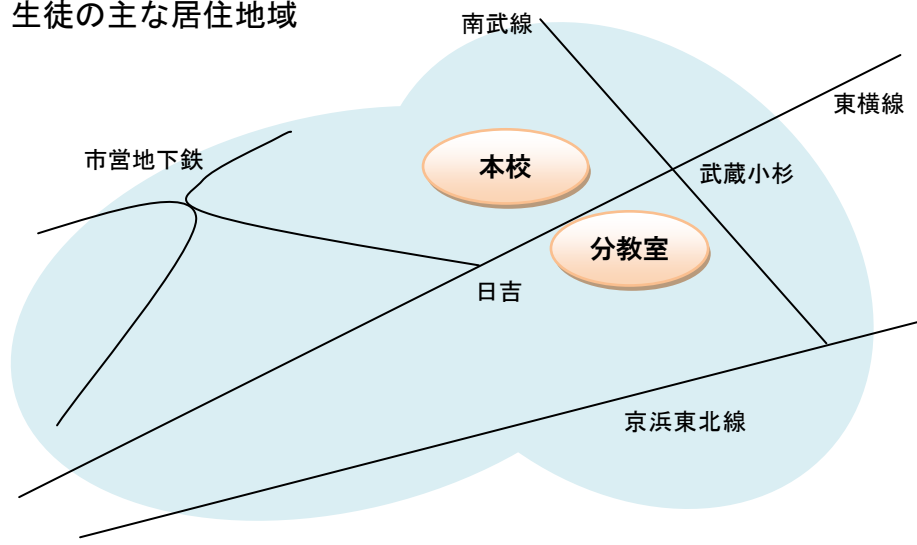 生徒の主な居住地域
南武線
東横線
市営地下鉄
本校
武蔵小杉
分教室
日吉
京浜東北線